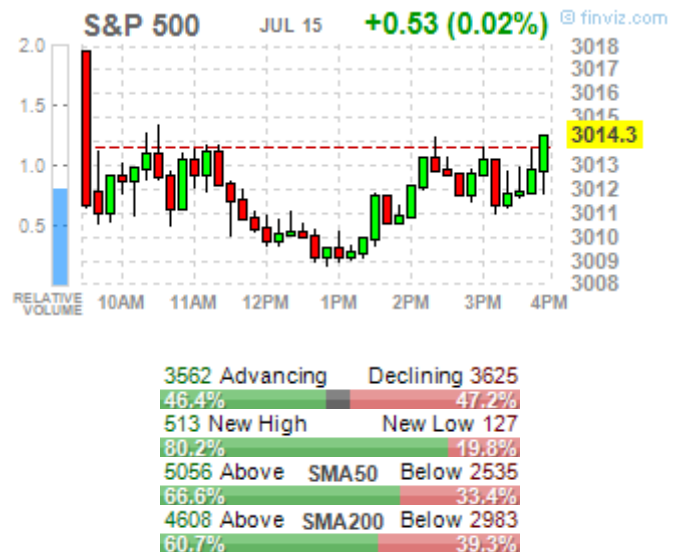 S&P 500 JUL 15 +0.53 (0.02%) © finviz.com
2.0 3018
3017
3016
1.5 3015
3014.3
1.0 3013
3012
0.5 3011
3010
3009
3008
RELATIVE VOLUME 10AM 11AM 12PM 1PM 2PM 3PM 4PM
3562 Advancing Declining 3625
46.4% 47.2%
513 New High New Low 127
80.2% 19.8%
5056 Above SMA50 Below 2535
66.6% 33.4%
4608 Above SMA200 Below 2983
60.7% 39.3%